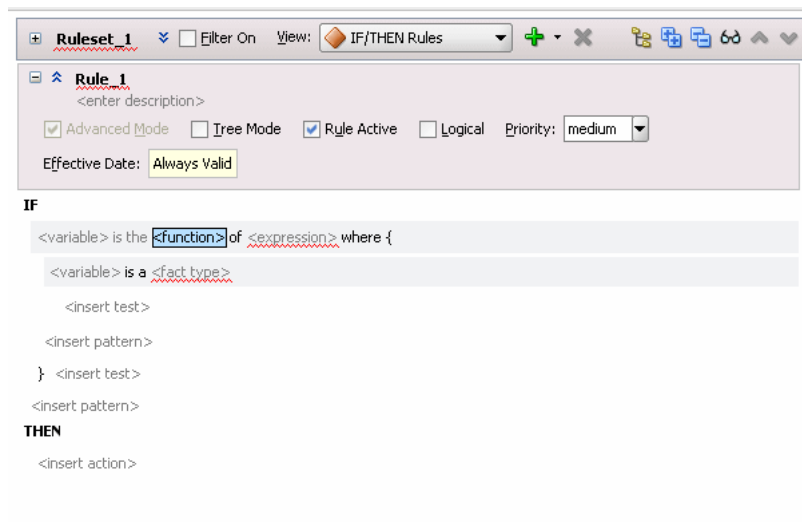 Ruleset_1 Filter On View: IF/THEN Rules
Rule_1
<enter description>
Advanced Mode Tree Mode Rule Active Logical Priority: medium
Effective Date: Always Valid
IF
<variable> is the <function> of <expression> where {
<variable> is a <fact type>
<insert test>
<insert pattern>
} <insert test>
<insert pattern>
THEN
<insert action>